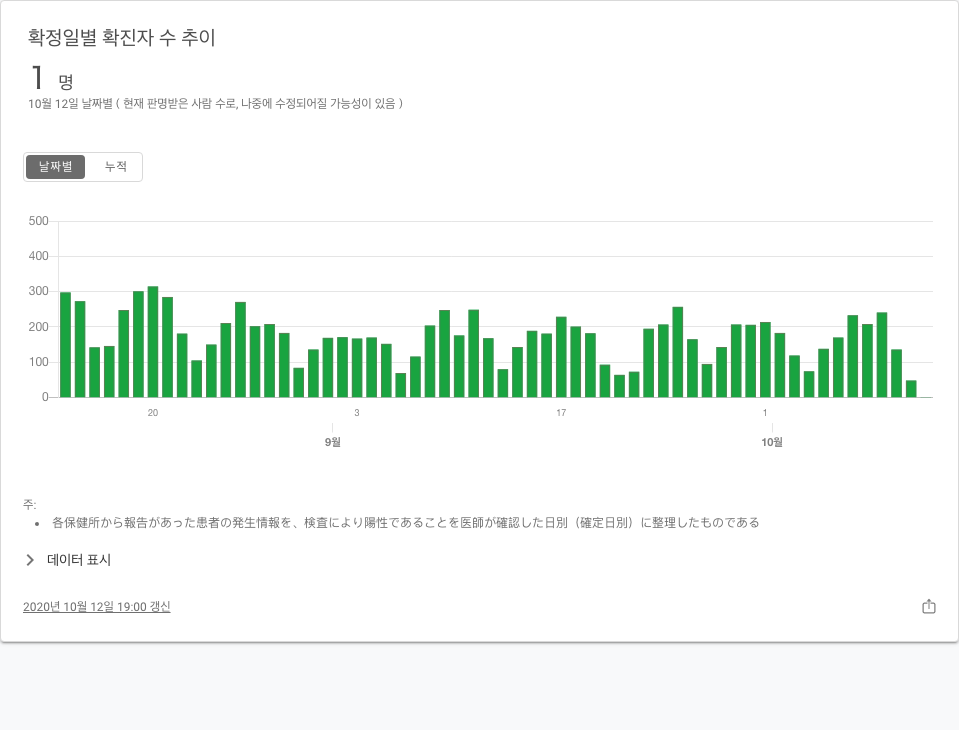 확정일별 확진자 수 추이
1 명
10월 12일 날짜별 ( 현재 판명받은 사람 수로, 나중에 수정되어질 가능성이 있음 )
날짜별 누적
500
400
300
200
100
0
20 3 17 1
9월 10월
주:
• 各保健所から報告があった患者の発生情報を、検査により陽性であることを医師が確認した日別（確定日別）に整理したものである
데이터 표시
2020년 10월 12일 19:00 갱신